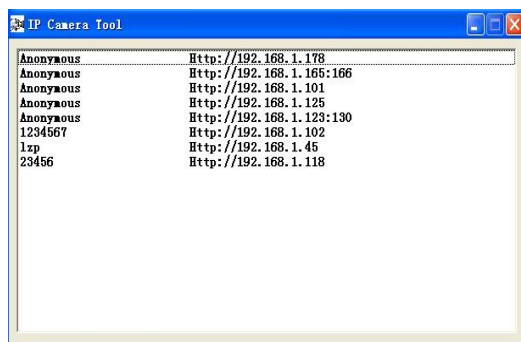 IP Camera Tool
Anonymous Http://192.168.1.178
Anonymous Http://192.168.1.165:166
Anonymous Http://192.168.1.101
Anonymous Http://192.168.1.125
Anonymous Http://192.168.1.123:130
1234567 Http://192.168.1.102
lzp Http://192.168.1.45
23456 Http://192.168.1.118